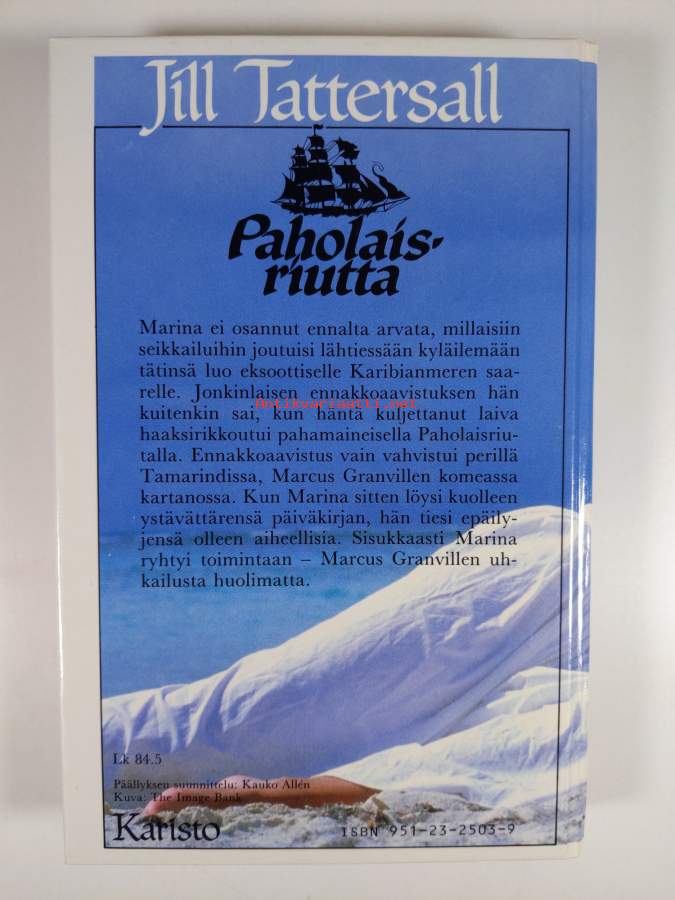 Jill Tattersall
Paholais-
riutta
Marina ei osannut ennalta arvata, millaisiin
seikkailuihin joutuisi lähtiessään kyläilemään
tätinsä luo eksoottiselle Karibianmeren saa-
relle. Jonkinlaisen ennakkoaavistuksen hän
Antikvariaatti.net
kuitenkin sai, kun häntä kuljettanut laiva
haaksirikkoutui pahamaineisella Paholaisriu-
talla. Ennakkoaavistus vain vahvistui perillä
Tamarindissa, Marcus Granvillen komeassa
kartanossa. Kun Marina sitten löysi kuolleen
ystävättärensä päiväkirjan, hän tiesi epäily-
jensä olleen aiheellisia. Sisukkaasti Marina
ryhtyi toimintaan – Marcus Granvillen uh-
kailusta huolimatta.
Lk 84.5
Päällyksen suunnittelu: Kauko Allén
Kuva: The Image Bank
Karisto
ISBN 951-23-2503-9